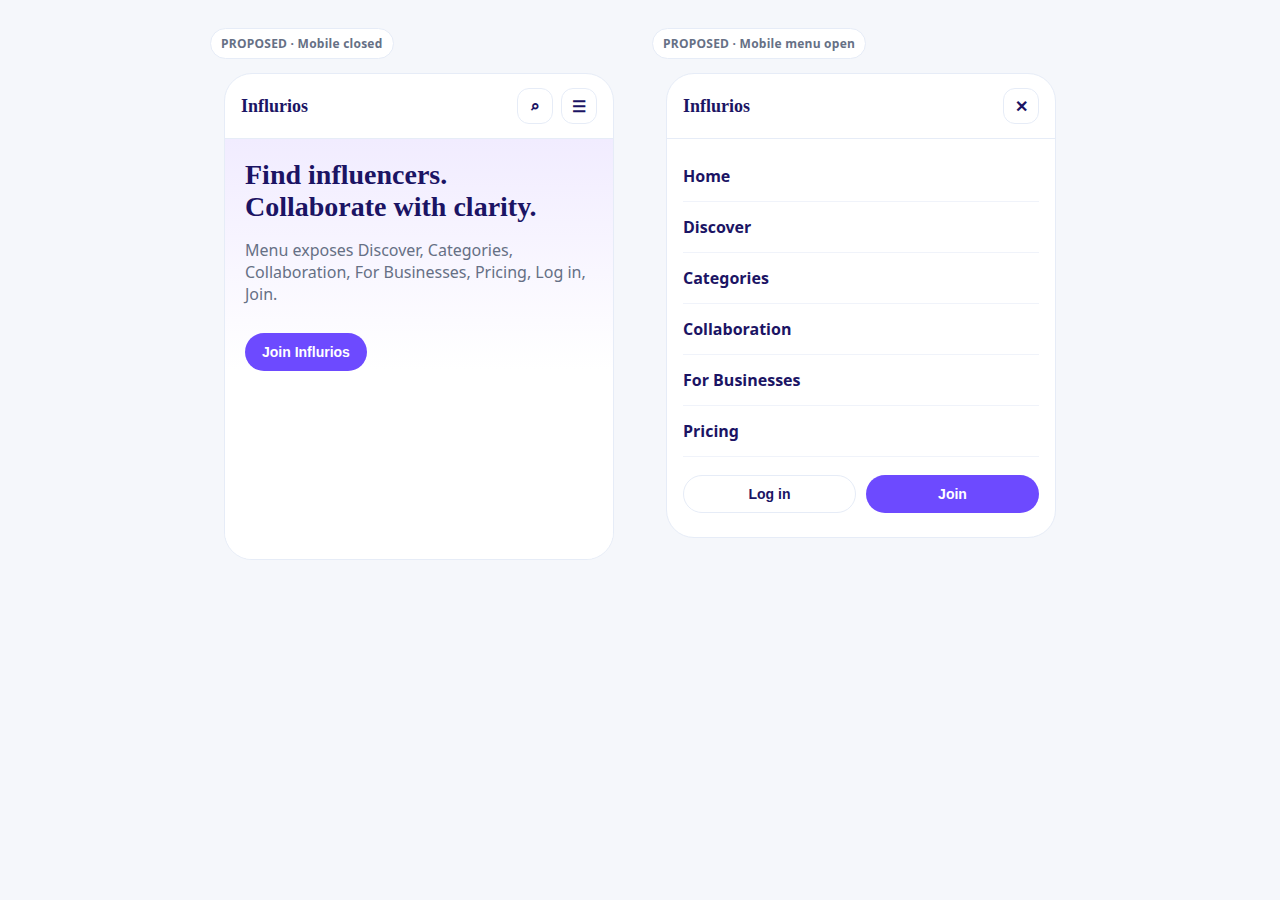 PROPOSED · Mobile closed
Influrios
⌕ ☰
Find influencers.
Collaborate with clarity.
Menu exposes Discover, Categories,
Collaboration, For Businesses, Pricing, Log in,
Join.
Join Influrios
PROPOSED · Mobile menu open
Influrios
✕
Home
Discover
Categories
Collaboration
For Businesses
Pricing
Log in
Join